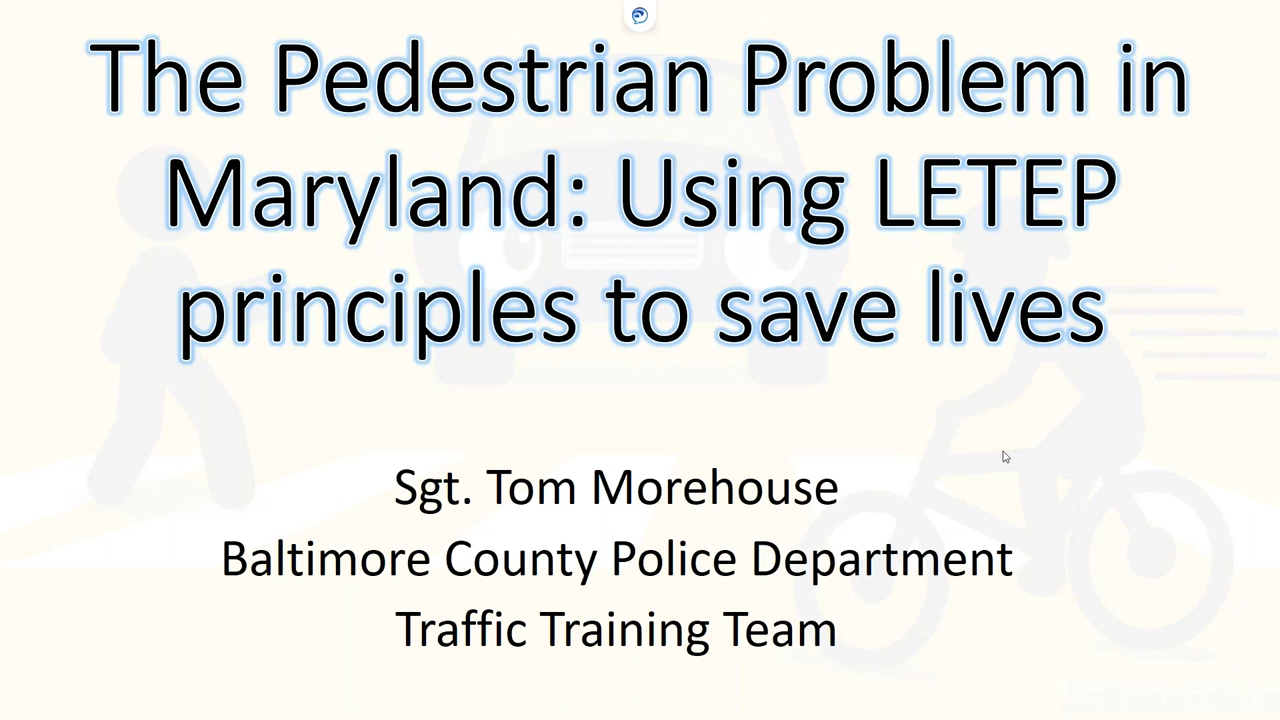 The Pedestrian Problem in
Maryland: Using LETEP
principles to save lives
Sgt. Tom Morehouse
Baltimore County Police Department
Traffic Training Team